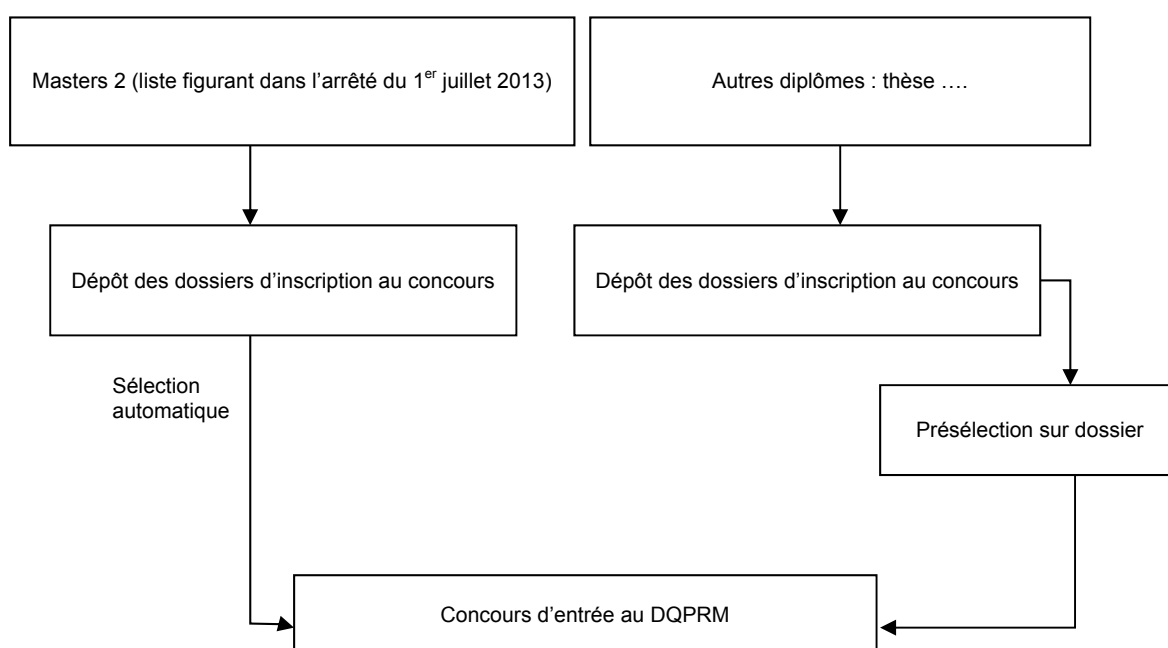 Masters 2 (liste figurant dans l’arrêté du 1er juillet 2013)
Autres diplômes : thèse ….
Dépôt des dossiers d’inscription au concours
Dépôt des dossiers d’inscription au concours
Sélection
automatique
Présélection sur dossier
Concours d’entrée au DQPRM